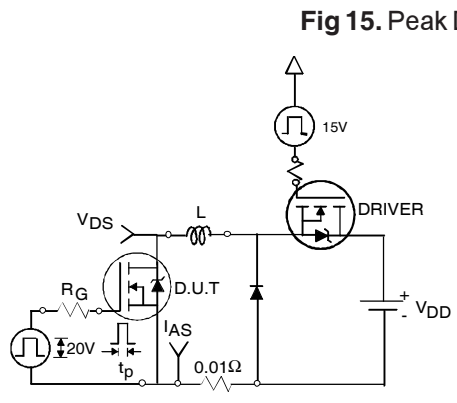 Fig 15. Peak
15V
DRIVER
L
VDS
RG
D.U.T
IAS
20V
tp
0.01Ω
+
-
VDD